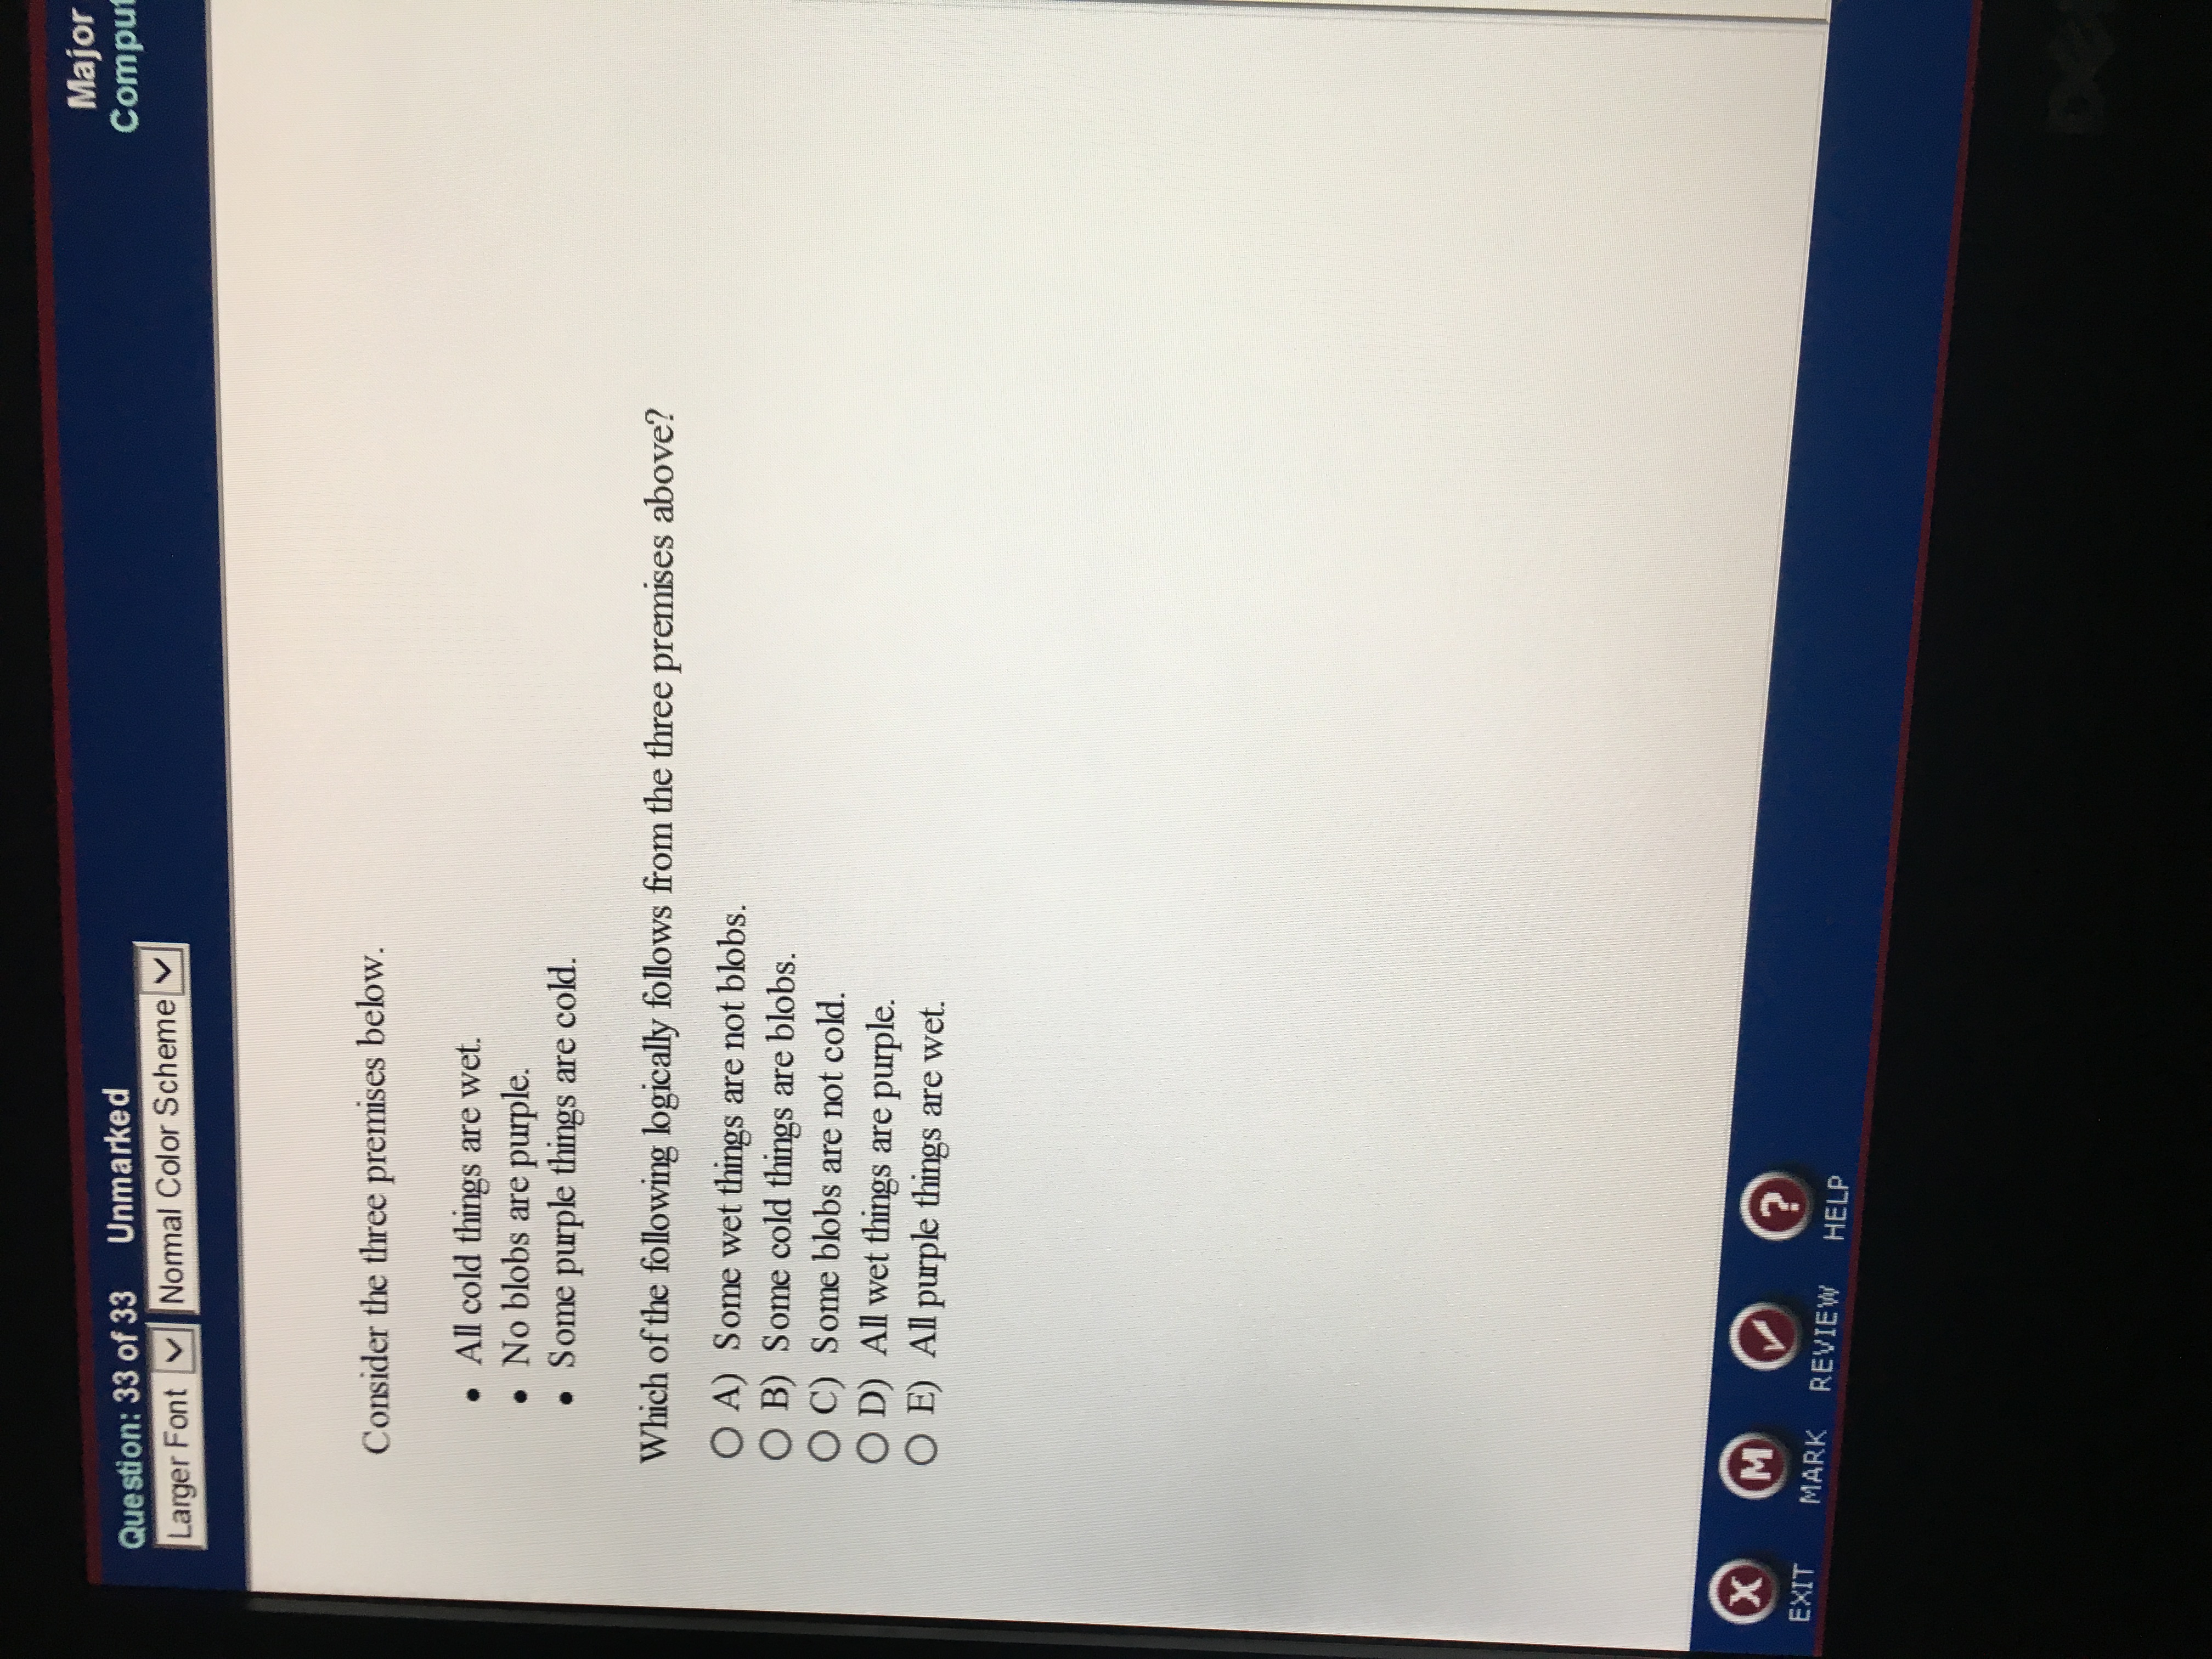 Question: 33 of 33 Unmarked
Major
Larger Font Normal Color Scheme
Consider the three premises below.
• All cold things are wet.
• No blobs are purple.
• Some purple things are cold.
Which of the following logically follows from the three premises above?
A) Some wet things are not blobs.
B) Some cold things are blobs.
C) Some blobs are not cold.
D) All wet things are purple.
E) All purple things are wet.
X M ?
EXIT MARK REVIEW HELP